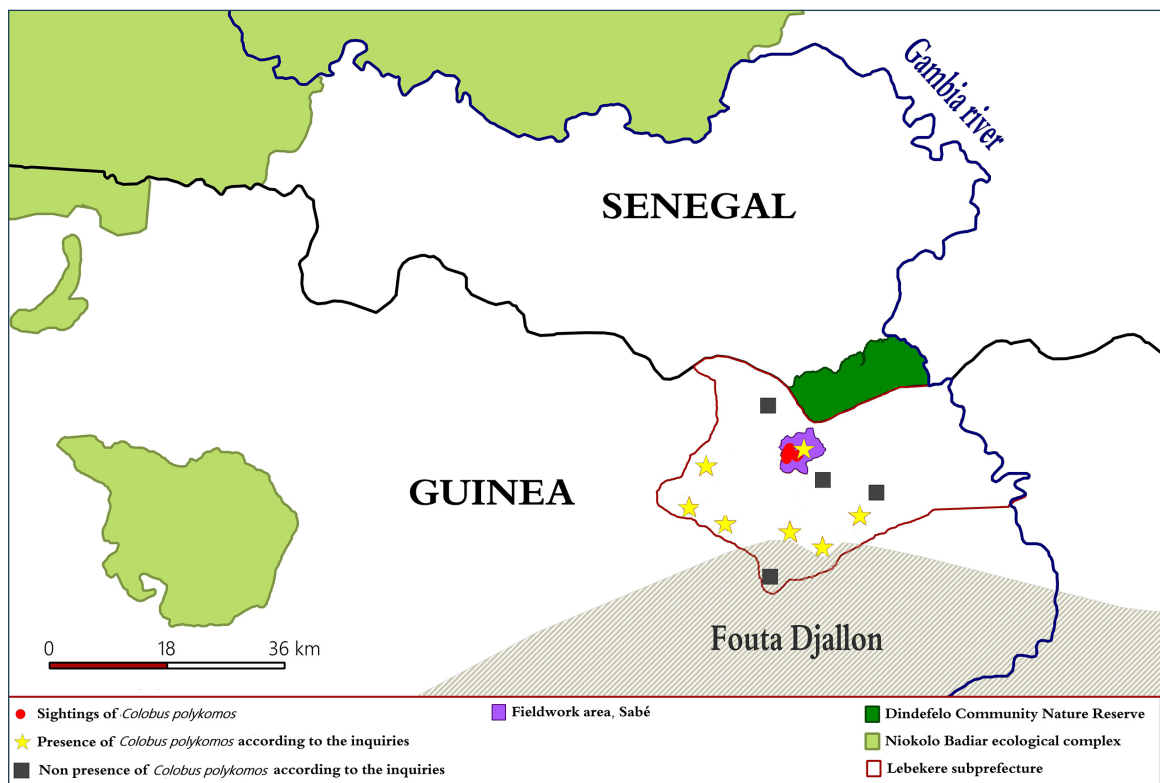 Gambia river
SENEGAL
GUINEA
Fouta Djallon
0 18 36 km
Sightings of Colobus polykomos
Presence of Colobus polykomos according to the inquiries
Non presence of Colobus polykomos according to the inquiries
Fieldwork area, Sabé
Dindefelo Community Nature Reserve
Niokolo Badiar ecological complex
Lebekere subprefecture